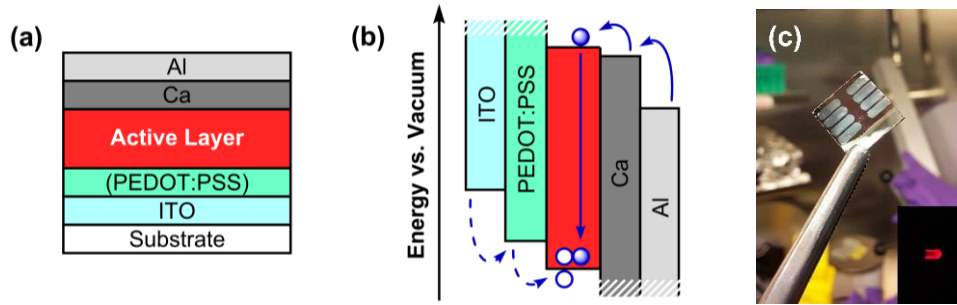 (a)
Al
Ca
Active Layer
(PEDOT:PSS)
ITO
Substrate
(b)
Energy vs. Vacuum
ITO
PEDOT:PSS
Ca
Al
(c)